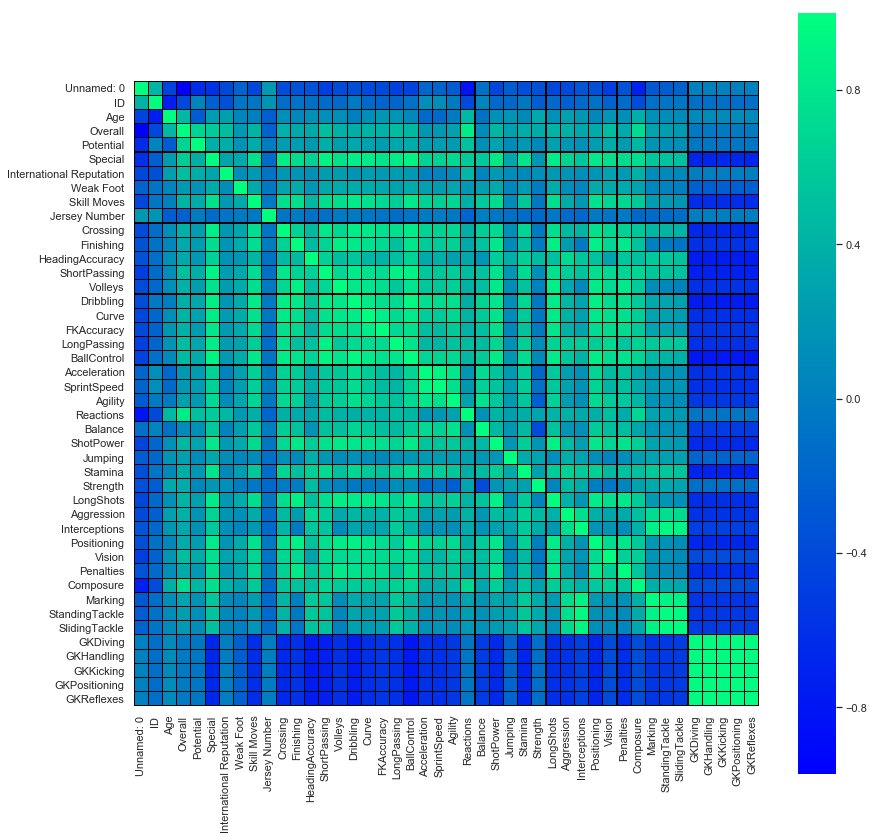 Unnamed: 0
ID
Age
Overall
Potential
Special
International Reputation
Weak Foot
Skill Moves
Jersey Number
Crossing
Finishing
HeadingAccuracy
ShortPassing
Volleys
Dribbling
Curve
FKAccuracy
LongPassing
BallControl
Acceleration
SprintSpeed
Agility
Reactions
Balance
ShotPower
Jumping
Stamina
Strength
LongShots
Aggression
Interceptions
Positioning
Vision
Penalties
Composure
Marking
StandingTackle
SlidingTackle
GKDiving
GKHandling
GKKicking
GKPositioning
GKReflexes
Unnamed: 0
ID
Age
Overall
Potential
Special
International Reputation
Weak Foot
Skill Moves
Jersey Number
Crossing
Finishing
HeadingAccuracy
ShortPassing
Volleys
Dribbling
Curve
FKAccuracy
LongPassing
BallControl
Acceleration
SprintSpeed
Agility
Reactions
Balance
ShotPower
Jumping
Stamina
Strength
LongShots
Aggression
Interceptions
Positioning
Vision
Penalties
Composure
Marking
StandingTackle
SlidingTackle
GKDiving
GKHandling
GKKicking
GKPositioning
GKReflexes
0.8
0.4
0.0
−0.4
−0.8